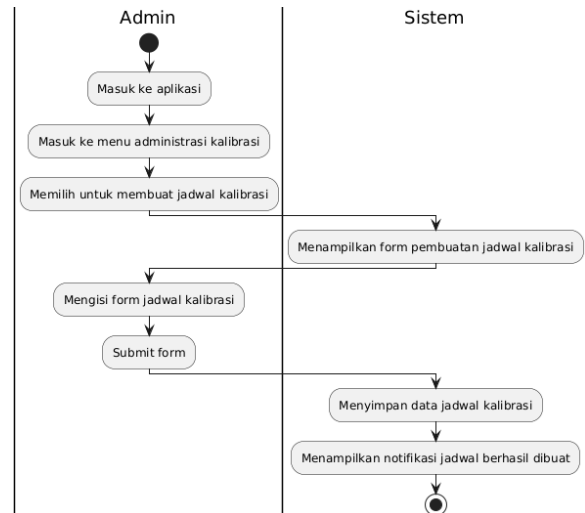 Admin
Sistem
Masuk ke aplikasi
Masuk ke menu administrasi kalibrasi
Memilih untuk membuat jadwal kalibrasi
Menampilkan form pembuatan jadwal kalibrasi
Mengisi form jadwal kalibrasi
Submit form
Menyimpan data jadwal kalibrasi
Menampilkan notifikasi jadwal berhasil dibuat